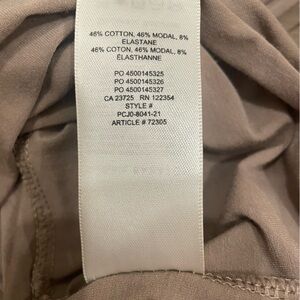 46% COTTON, 46% MODAL, 8%
ELASTANE
46% COTON, 46% MODAL, 8%
ÉLASTHANNE
PO 4500145325
PO 4500145326
PO 4500145327
CA 23725 RN 122354
STYLE #
PCJ0-8041-21
ARTICLE # 72305